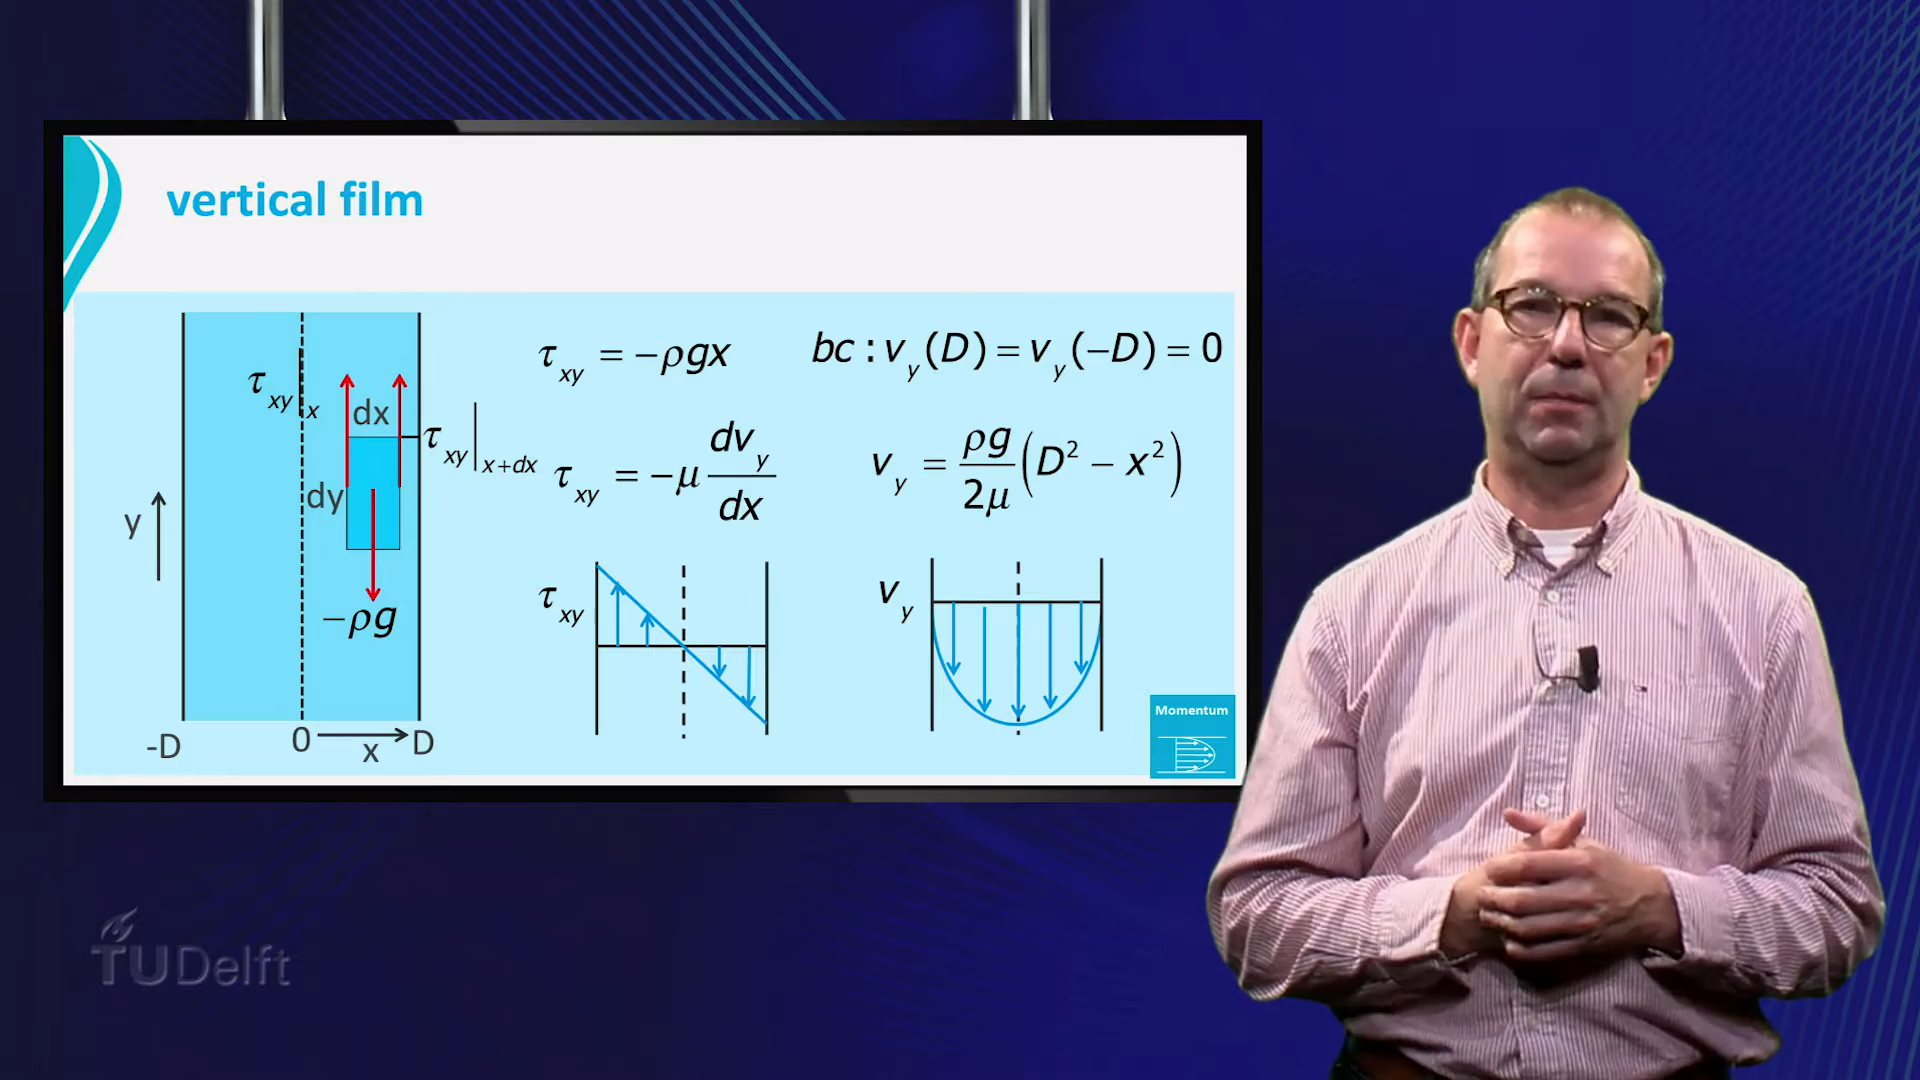 vertical film
τxy|x
dx
τxy|x+dx
dy
y
−ρg
-D
0
x
D
τxy = −ρgx
bc : vy(D) = vy(−D) = 0
τxy = −μ dvy/dx
vy = ρg/2μ (D² − x²)
τxy
vy
Momentum
TUDelft